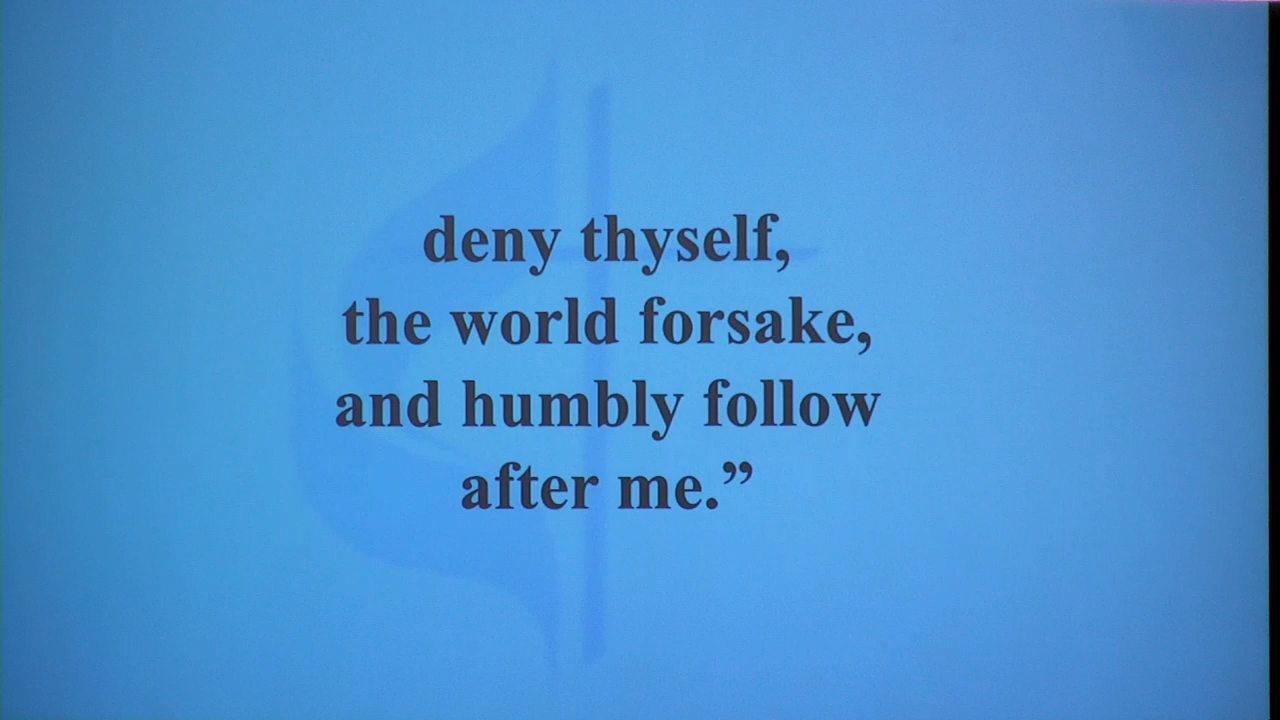 deny thyself,
the world forsake,
and humbly follow
after me.”